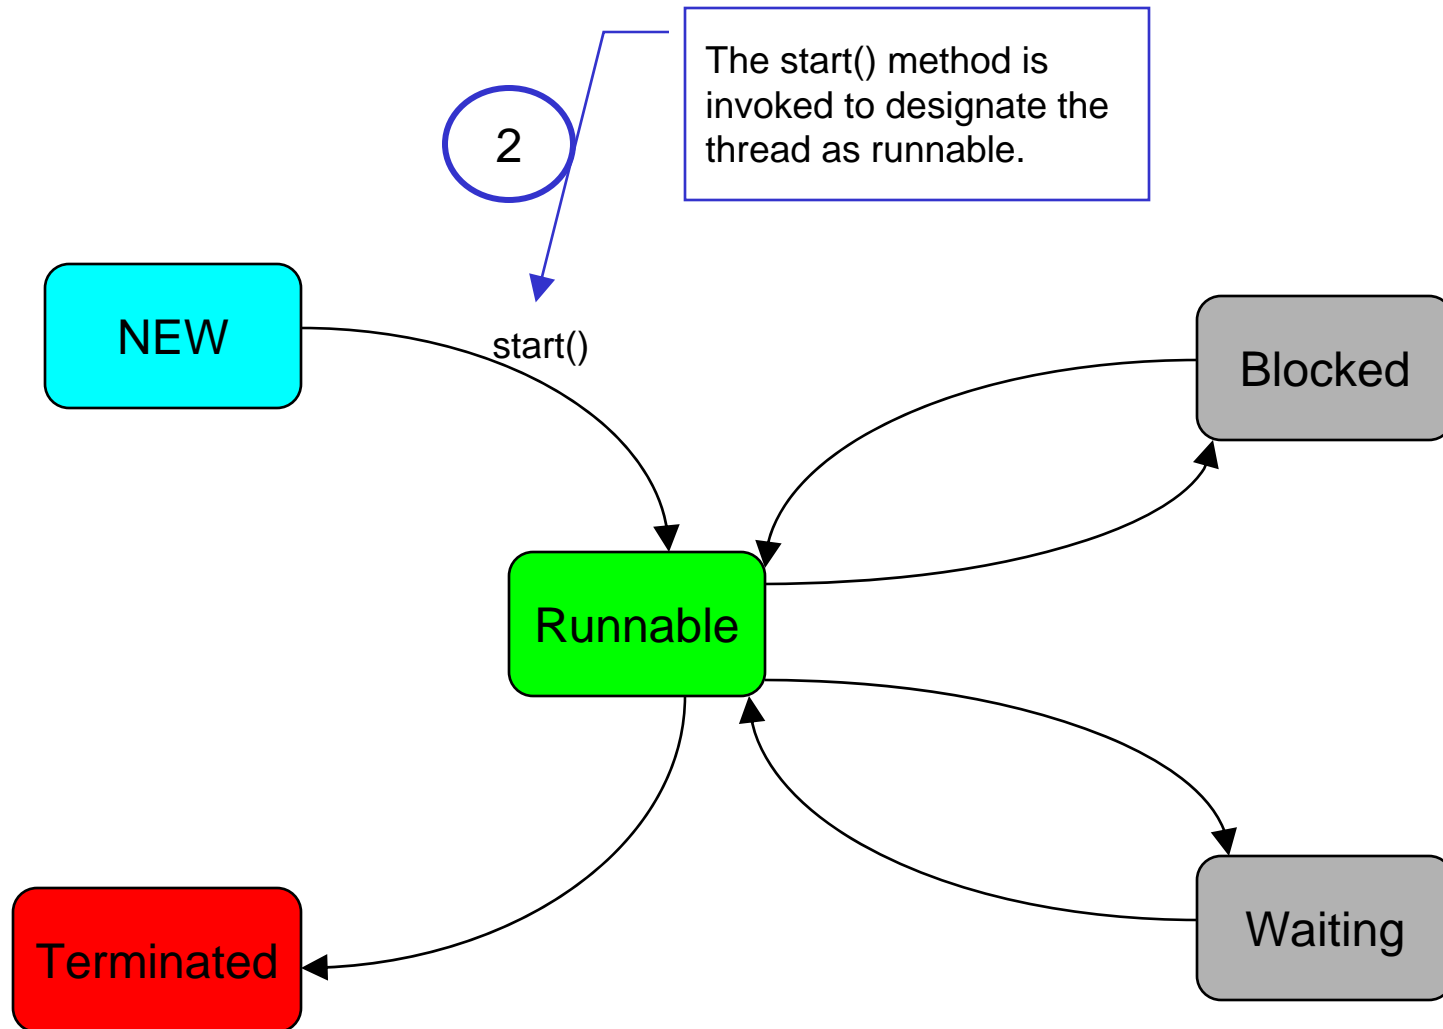 The start() method is
invoked to designate the
thread as runnable.
2
NEW
start()
Blocked
Runnable
Terminated
Waiting